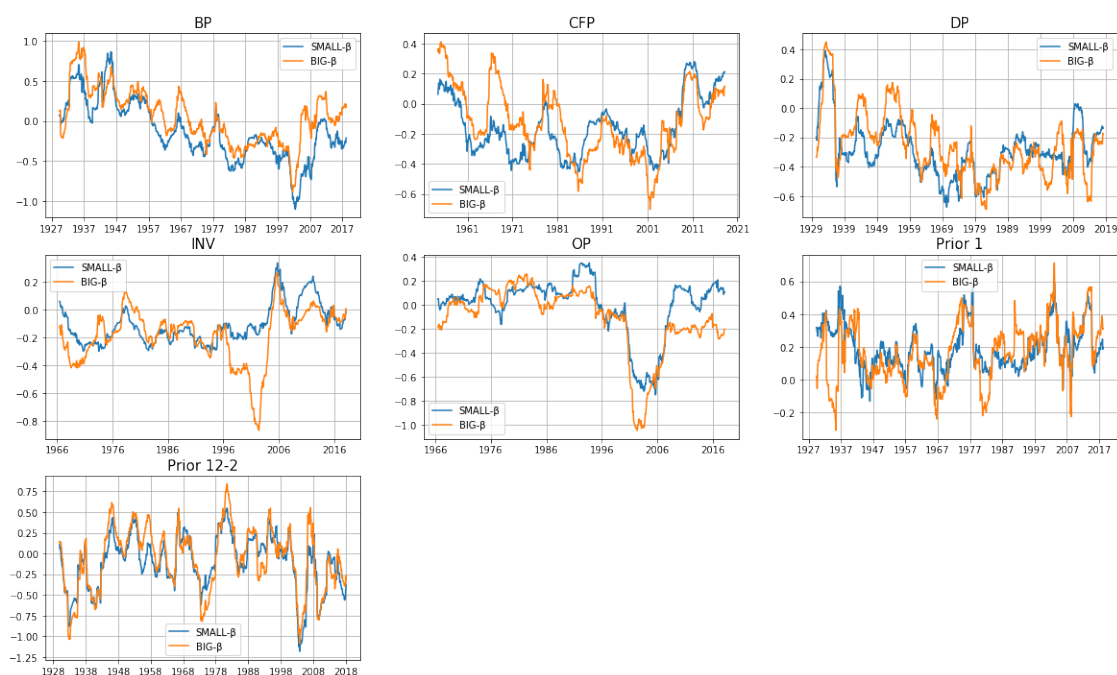 BP
1.0
0.5
0.0
−0.5
−1.0
SMALL-β
BIG-β
1927 1937 1947 1957 1967 1977 1987 1997 2007 2017
CFP
0.4
0.2
0.0
−0.2
−0.4
−0.6
SMALL-β
BIG-β
1961 1971 1981 1991 2001 2011 2021
DP
0.4
0.2
0.0
−0.2
−0.4
−0.6
SMALL-β
BIG-β
1929 1939 1949 1959 1969 1979 1989 1999 2009 2019
INV
0.2
0.0
−0.2
−0.4
−0.6
−0.8
SMALL-β
BIG-β
1966 1976 1986 1996 2006 2016
OP
0.4
0.2
0.0
−0.2
−0.4
−0.6
−0.8
−1.0
SMALL-β
BIG-β
1966 1976 1986 1996 2006 2016
Prior 1
0.6
0.4
0.2
0.0
−0.2
SMALL-β
BIG-β
1927 1937 1947 1957 1967 1977 1987 1997 2007 2017
Prior 12-2
0.75
0.50
0.25
0.00
−0.25
−0.50
−0.75
−1.00
−1.25
SMALL-β
BIG-β
1928 1938 1948 1958 1968 1978 1988 1998 2008 2018